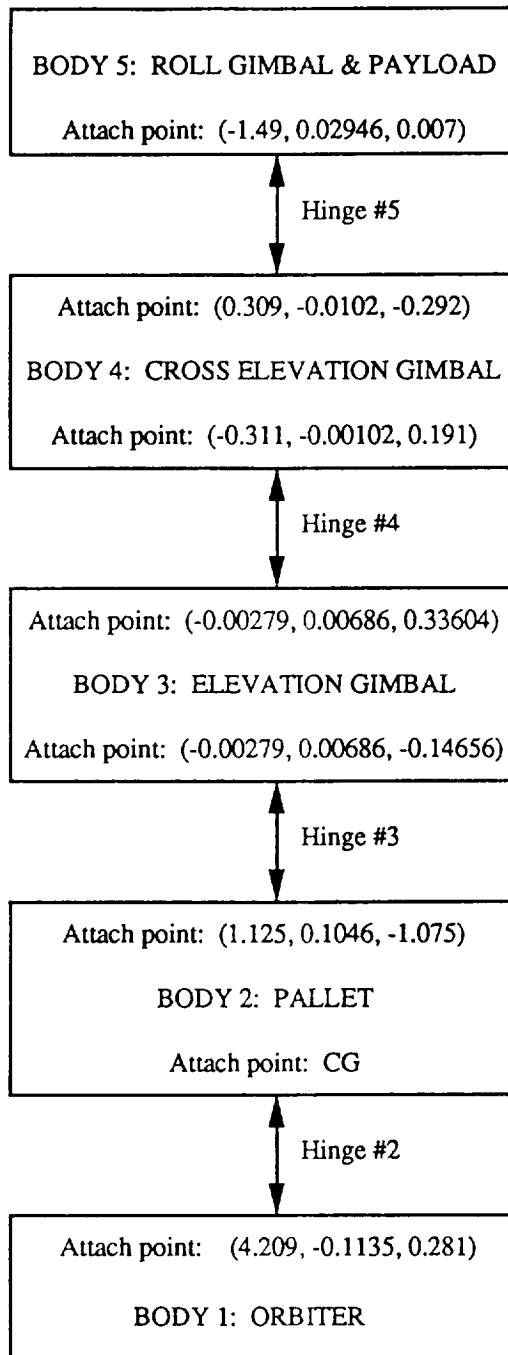 BODY 5: ROLL GIMBAL & PAYLOAD
Attach point: (-1.49, 0.02946, 0.007)
Hinge #5
Attach point: (0.309, -0.0102, -0.292)
BODY 4: CROSS ELEVATION GIMBAL
Attach point: (-0.311, -0.00102, 0.191)
Hinge #4
Attach point: (-0.00279, 0.00686, 0.33604)
BODY 3: ELEVATION GIMBAL
Attach point: (-0.00279, 0.00686, -0.14656)
Hinge #3
Attach point: (1.125, 0.1046, -1.075)
BODY 2: PALLET
Attach point: CG
Hinge #2
Attach point: (4.209, -0.1135, 0.281)
BODY 1: ORBITER